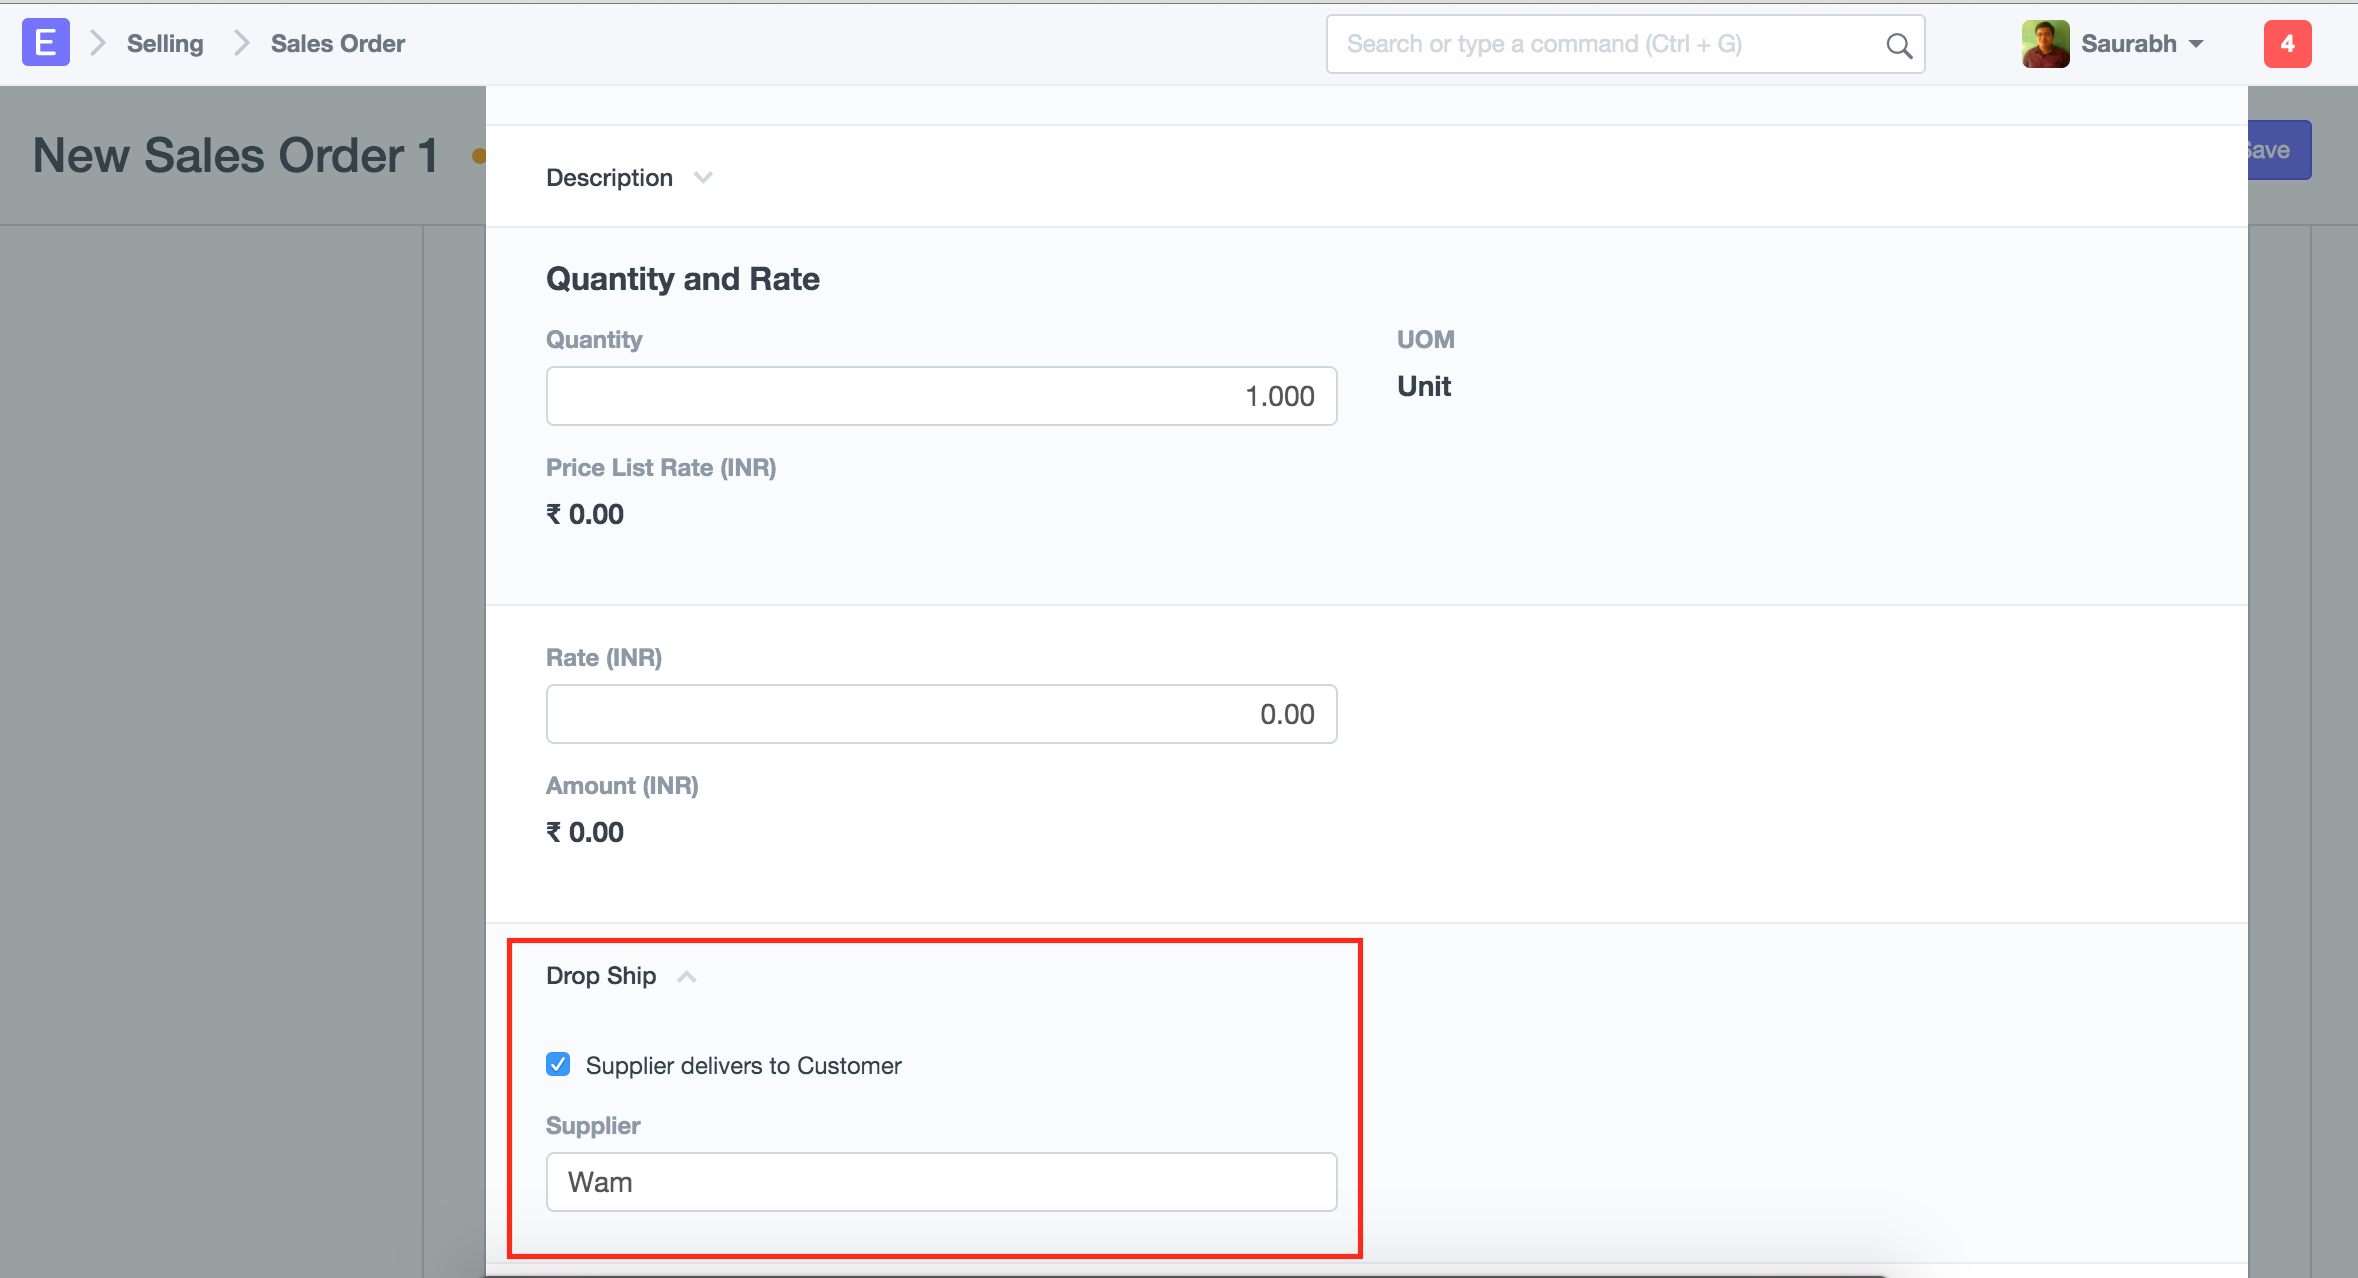 E Selling Sales Order Search or type a command (Ctrl + G) Saurabh 4
New Sales Order 1 Save
Description
Quantity and Rate
Quantity UOM
1.000 Unit
Price List Rate (INR)
₹ 0.00
Rate (INR)
0.00
Amount (INR)
₹ 0.00
Drop Ship
Supplier delivers to Customer
Supplier
Wam